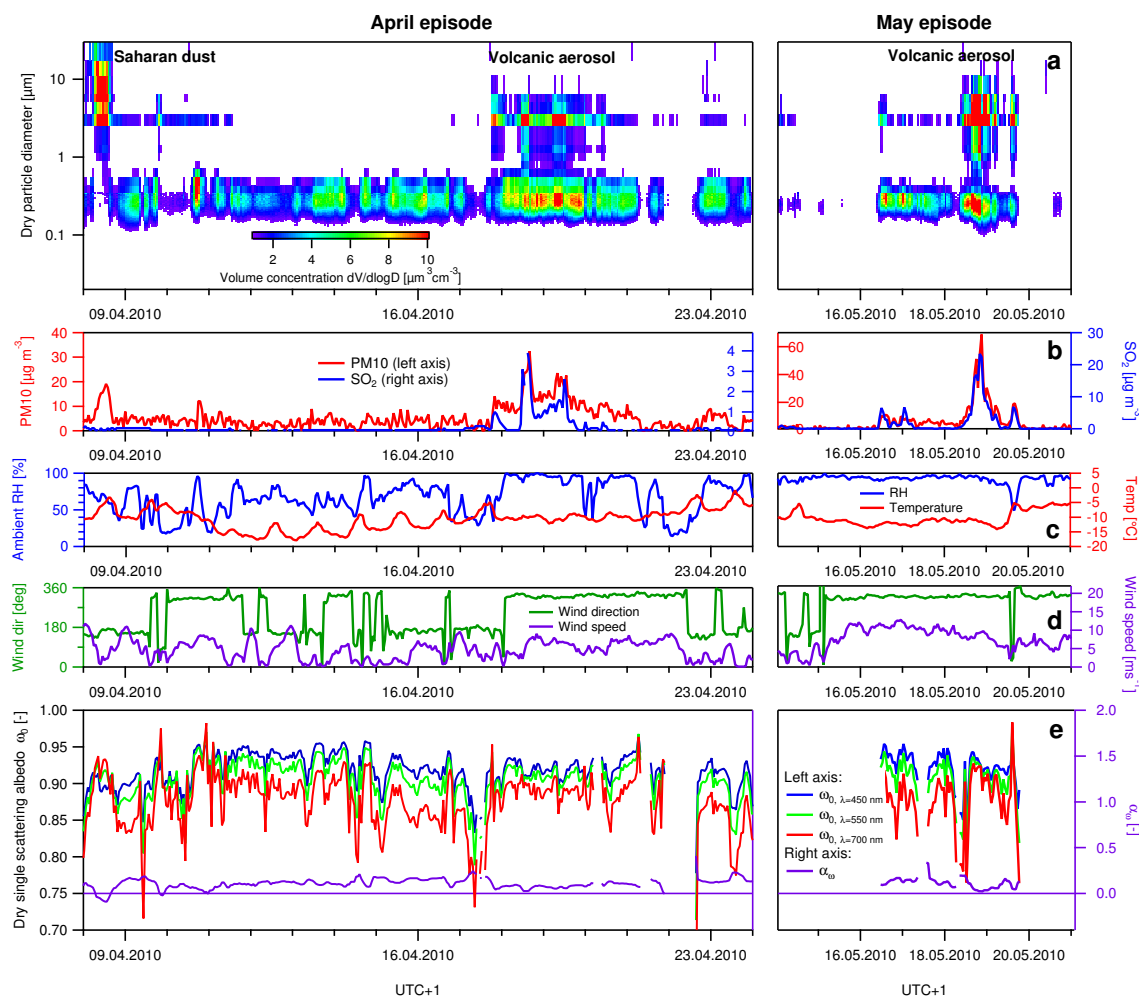 April episode
May episode
Saharan dust
Volcanic aerosol
Volcanic aerosol
a
Dry particle diameter [µm]
10
1
0.1
2 4 6 8 10
Volume concentration dV/dlogD [µm³cm⁻³]
09.04.2010 16.04.2010 23.04.2010
16.05.2010 18.05.2010 20.05.2010
PM10 [µg m⁻³]
40
30
20
10
0
PM10 (left axis)
SO₂ (right axis)
4
3
2
1
0
60
40
20
0
b
30
20
10
0
SO₂ [µg m⁻³]
09.04.2010 16.04.2010 23.04.2010
16.05.2010 18.05.2010 20.05.2010
Ambient RH [%]
100
50
0
RH
Temperature
c
5
0
-5
-10
-15
-20
Temp [°C]
09.04.2010 16.04.2010 23.04.2010
16.05.2010 18.05.2010 20.05.2010
Wind dir [deg]
360
180
0
Wind direction
Wind speed
d
20
15
10
5
0
Wind speed [ms⁻¹]
09.04.2010 16.04.2010 23.04.2010
16.05.2010 18.05.2010 20.05.2010
Dry single scattering albedo ω₀ [-]
1.00
0.95
0.90
0.85
0.80
0.75
0.70
e
Left axis:
ω₀, λ=450 nm
ω₀, λ=550 nm
ω₀, λ=700 nm
Right axis:
α_ω
2.0
1.5
1.0
0.5
0.0
α_ω [-]
09.04.2010 16.04.2010 23.04.2010
16.05.2010 18.05.2010 20.05.2010
UTC+1
UTC+1